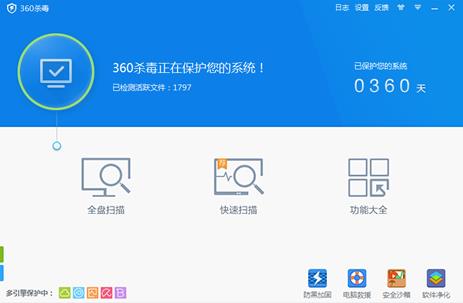 360杀毒
日志 设置 反馈
360杀毒正在保护您的系统！
已检测活跃文件：1797
已保护您的系统
0360 天
全盘扫描
快速扫描
功能大全
多引擎保护中：
防黑加固
电脑救援
安全沙箱
软件净化